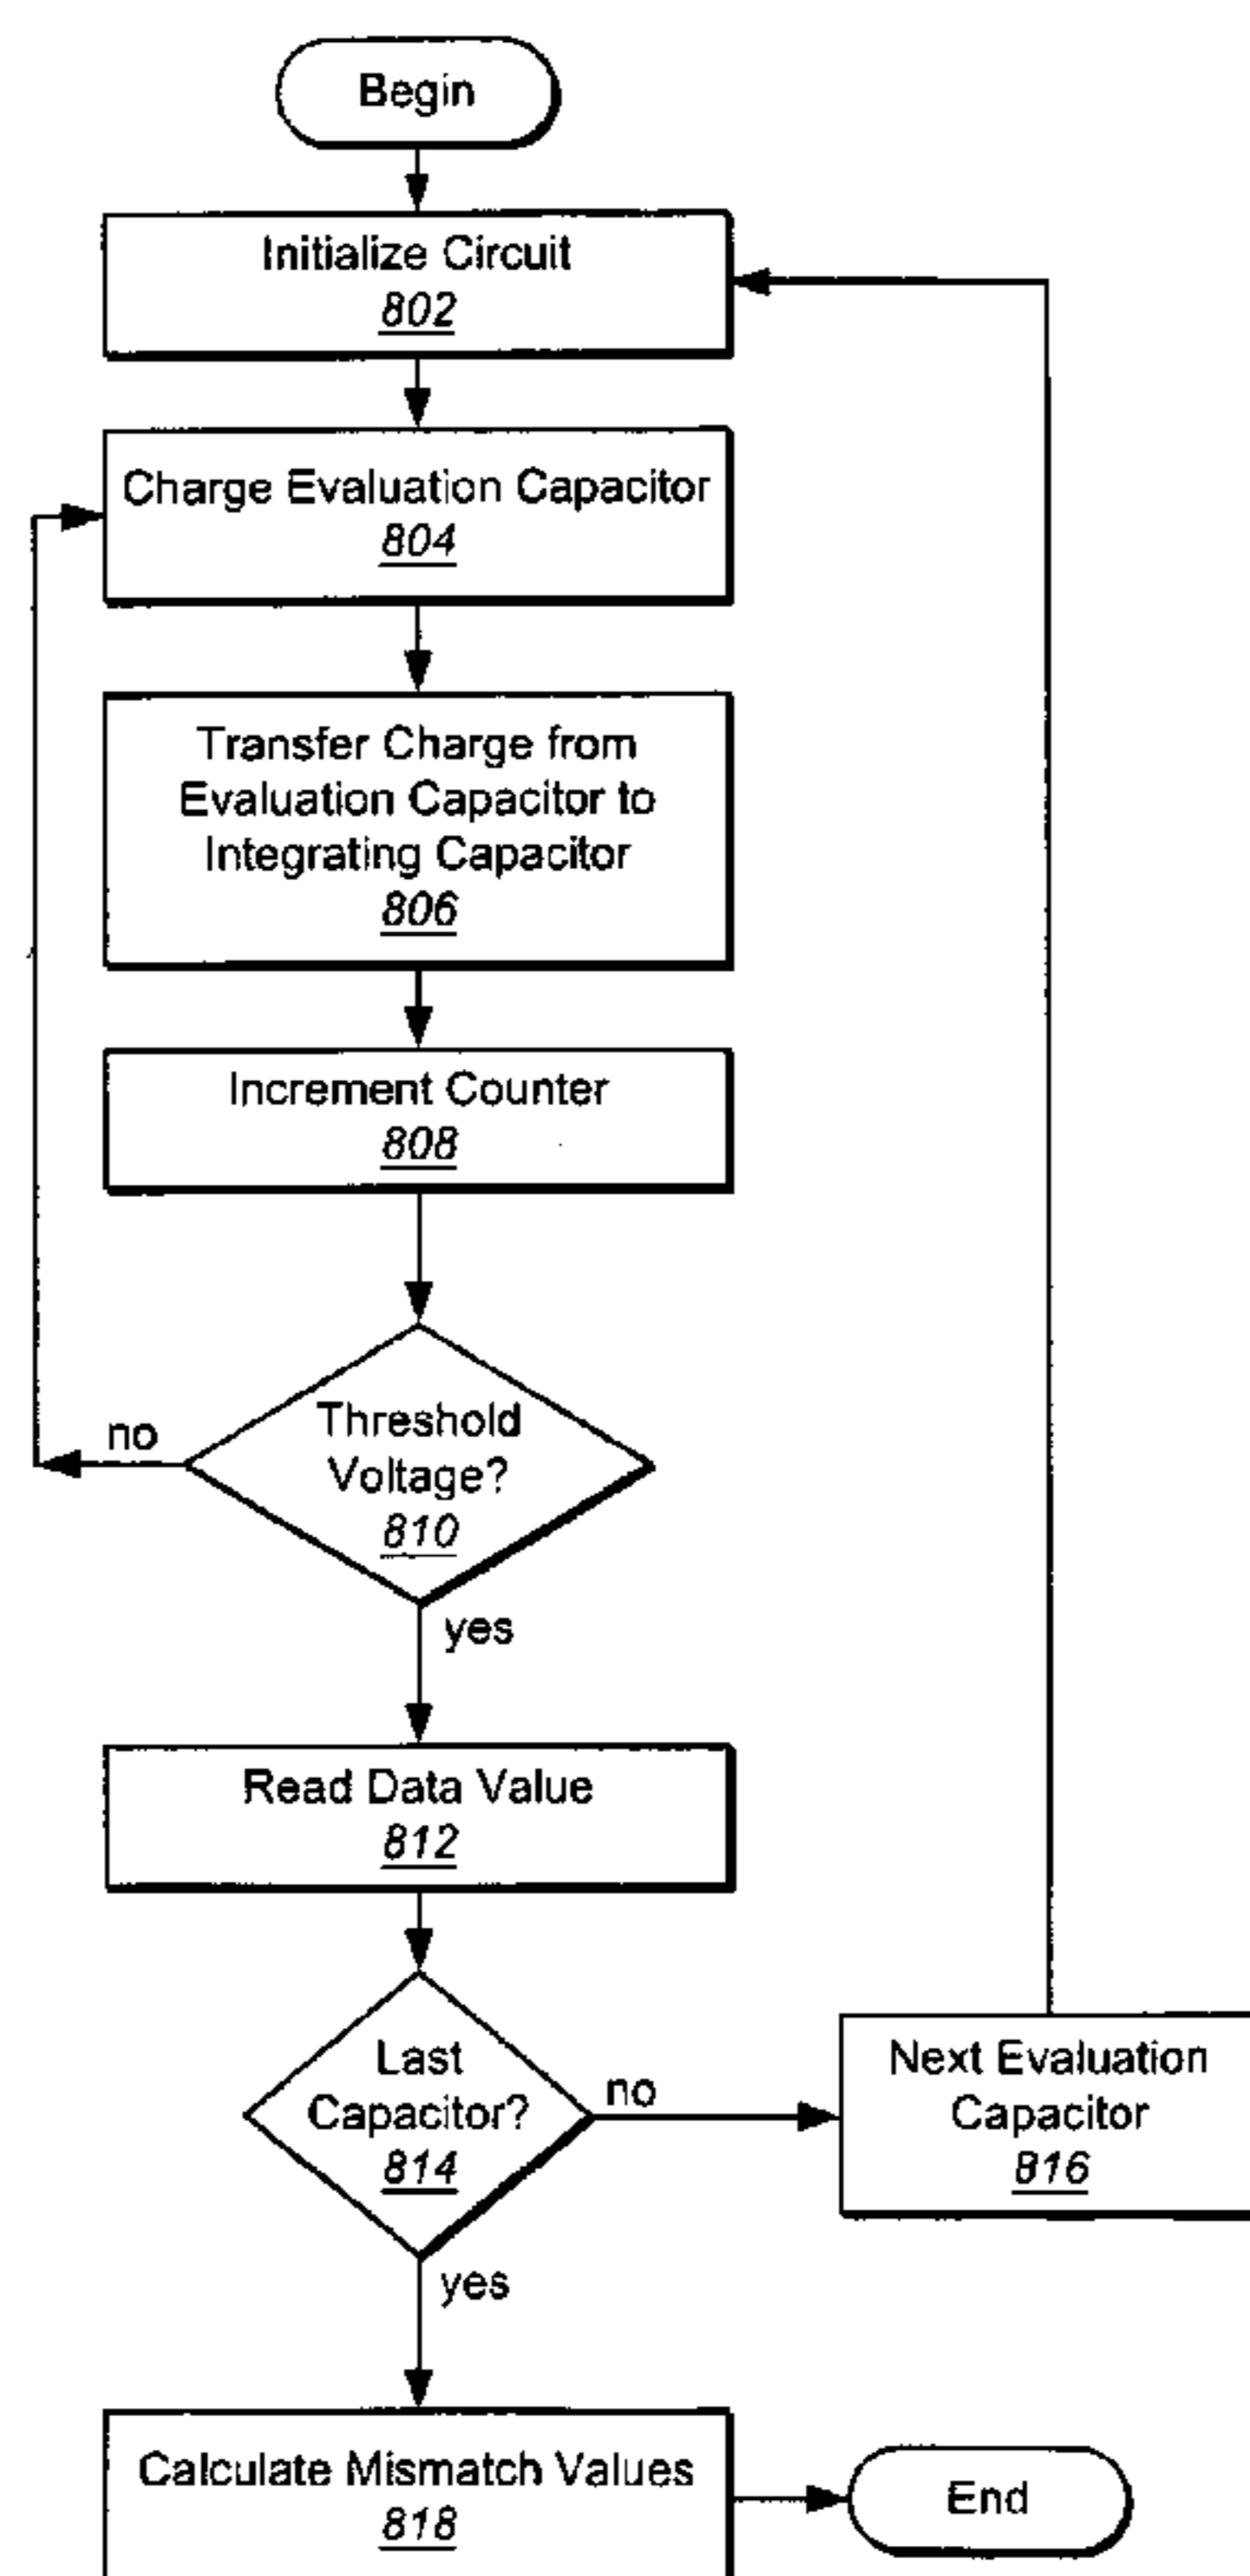 Begin
Initialize Circuit
802
Charge Evaluation Capacitor
804
Transfer Charge from
Evaluation Capacitor to
Integrating Capacitor
806
Increment Counter
808
Threshold
Voltage?
810
no
yes
Read Data Value
812
Last
Capacitor?
814
no
Next Evaluation
Capacitor
816
yes
Calculate Mismatch Values
818
End